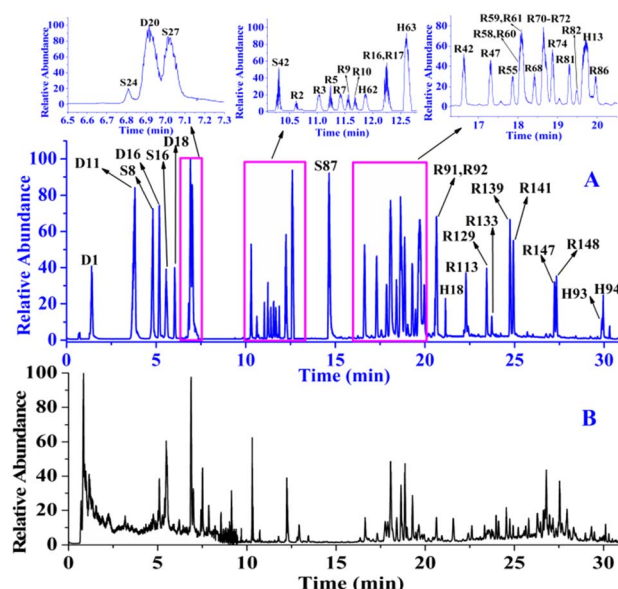 D20
S27
S24
6.5 6.6 6.7 6.8 6.9 7.0 7.1 7.2 7.3
Time (min)
H63
S42
R16,R17
R9
R10
R5
R3
R7
H62
R2
100
80
60
40
20
0
10.5 11.0 11.5 12.0 12.5
Time (min)
R59,R61
R58,R60
R70-R72
R82
H13
R42
R47
R74
R55
R68
R81
R86
17 18 19 20
Time (min)
A
D11
D16
S8
S16
D18
D1
S87
R91,R92
R139
R141
R133
R129
R113
H18
R147
R148
H93
H94
100
80
60
40
20
0
Relative Abundance
0 5 10 15 20 25 30
Time (min)
B
100
80
60
40
20
0
Relative Abundance
0 5 10 15 20 25 30
Time (min)